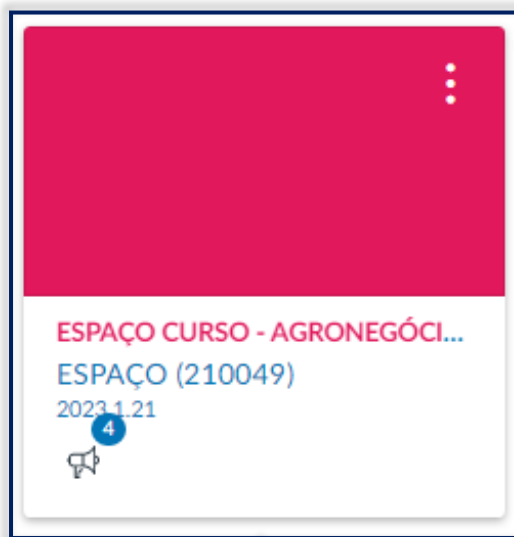 ESPAÇO CURSO - AGRONEGÓCI...
ESPAÇO (210049)
2023.1.21
4